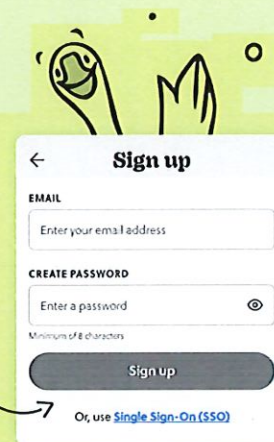 Sign up
EMAIL
Enter your email address
CREATE PASSWORD
Enter a password
Minimum of 8 characters
Sign up
Or, use Single Sign-On (SSO)